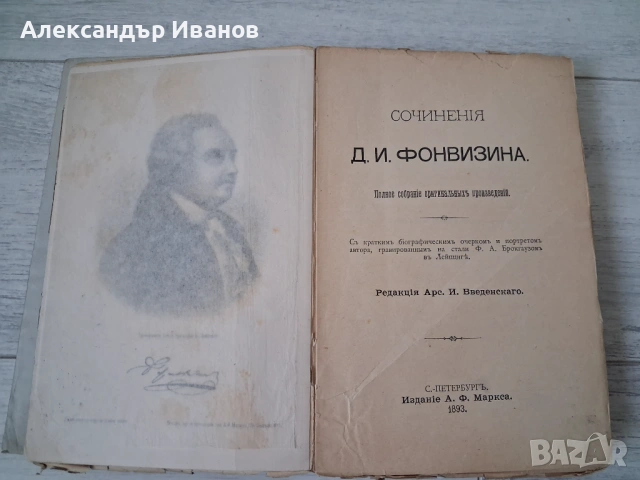 Александър Иванов
СОЧИНЕНІЯ
Д. И. ФОНВИЗИНА.
Полное собраніе оригинальныхъ произведеній.
Съ краткимъ біографическимъ очеркомъ и портретомъ
автора, гравированнымъ на стали Ф. А. Брокгаузомъ
въ Лейпцигѣ.
Редакція Арс. И. Введенскаго.
С.-ПЕТЕРБУРГЪ.
Изданіе А. Ф. Маркса.
1893.
BAZAR